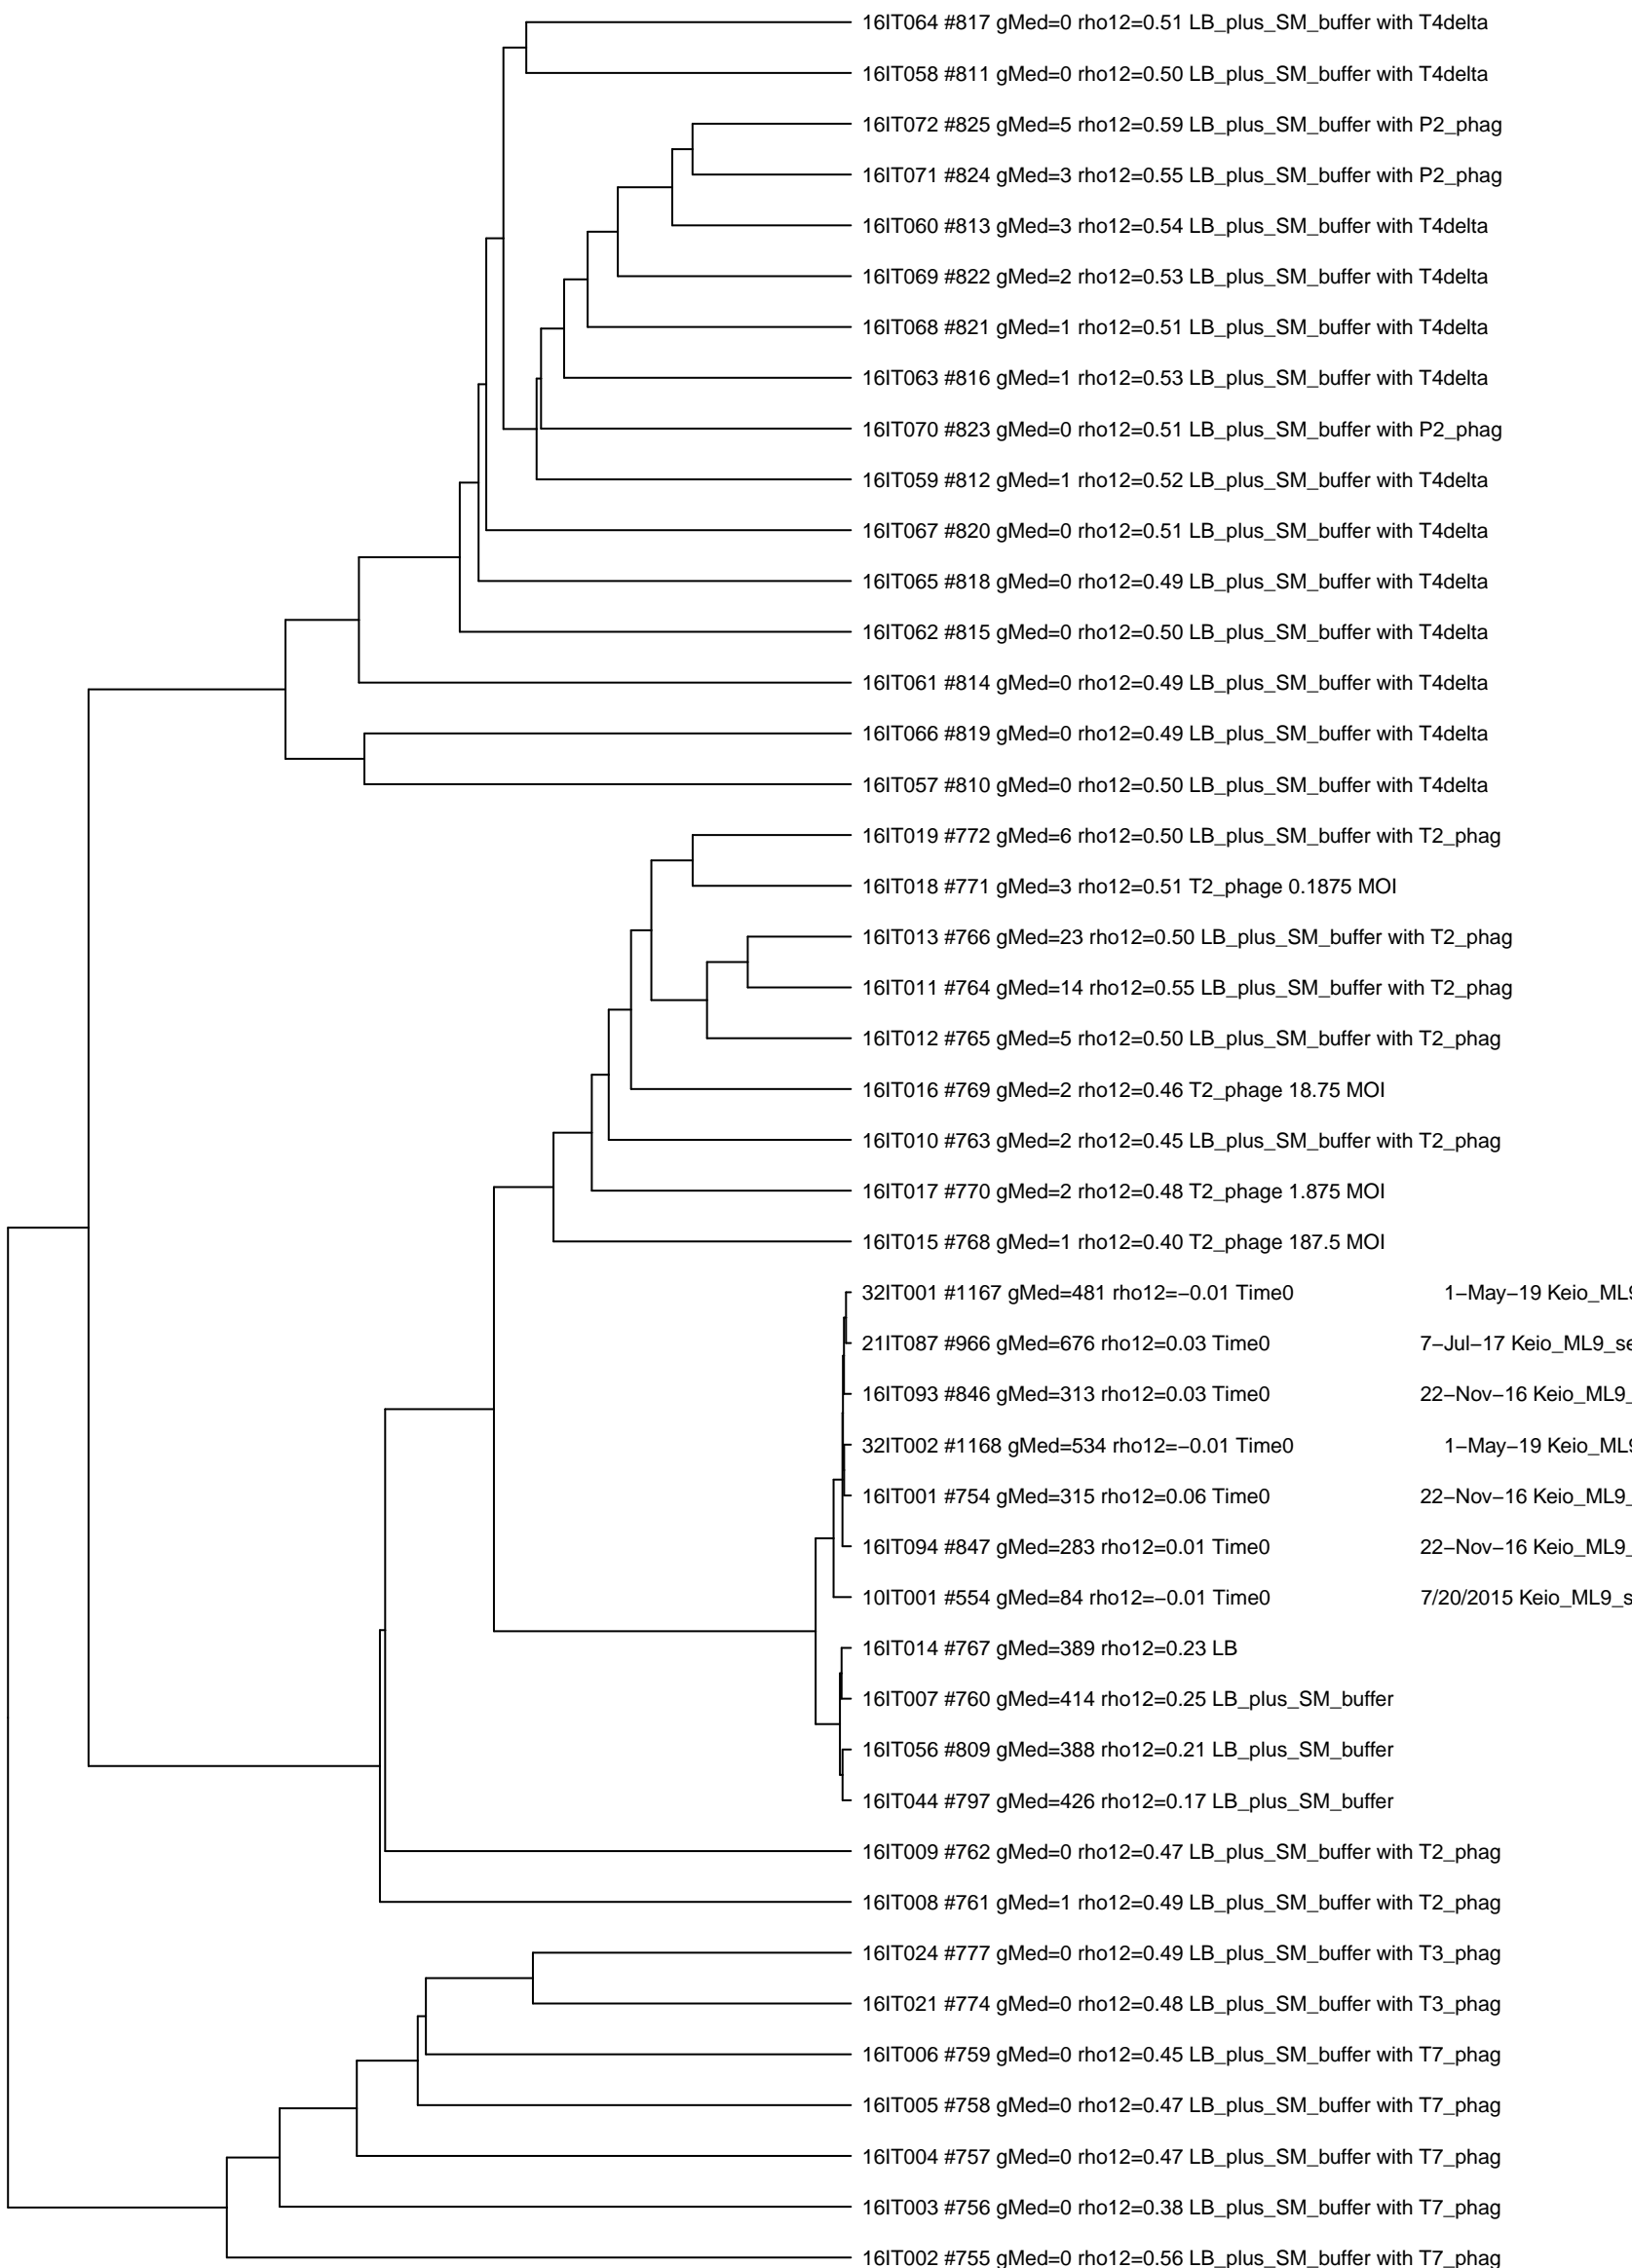 16IT064 #817 gMed=0 rho12=0.51 LB_plus_SM_buffer with T4delta
16IT058 #811 gMed=0 rho12=0.50 LB_plus_SM_buffer with T4delta
16IT072 #825 gMed=5 rho12=0.59 LB_plus_SM_buffer with P2_phag
16IT071 #824 gMed=3 rho12=0.55 LB_plus_SM_buffer with P2_phag
16IT060 #813 gMed=3 rho12=0.54 LB_plus_SM_buffer with T4delta
16IT069 #822 gMed=2 rho12=0.53 LB_plus_SM_buffer with T4delta
16IT068 #821 gMed=1 rho12=0.51 LB_plus_SM_buffer with T4delta
16IT063 #816 gMed=1 rho12=0.53 LB_plus_SM_buffer with T4delta
16IT070 #823 gMed=0 rho12=0.51 LB_plus_SM_buffer with P2_phag
16IT059 #812 gMed=1 rho12=0.52 LB_plus_SM_buffer with T4delta
16IT067 #820 gMed=0 rho12=0.51 LB_plus_SM_buffer with T4delta
16IT065 #818 gMed=0 rho12=0.49 LB_plus_SM_buffer with T4delta
16IT062 #815 gMed=0 rho12=0.50 LB_plus_SM_buffer with T4delta
16IT061 #814 gMed=0 rho12=0.49 LB_plus_SM_buffer with T4delta
16IT066 #819 gMed=0 rho12=0.49 LB_plus_SM_buffer with T4delta
16IT057 #810 gMed=0 rho12=0.50 LB_plus_SM_buffer with T4delta
16IT019 #772 gMed=6 rho12=0.50 LB_plus_SM_buffer with T2_phag
16IT018 #771 gMed=3 rho12=0.51 T2_phage 0.1875 MOI
16IT013 #766 gMed=23 rho12=0.50 LB_plus_SM_buffer with T2_phag
16IT011 #764 gMed=14 rho12=0.55 LB_plus_SM_buffer with T2_phag
16IT012 #765 gMed=5 rho12=0.50 LB_plus_SM_buffer with T2_phag
16IT016 #769 gMed=2 rho12=0.46 T2_phage 18.75 MOI
16IT010 #763 gMed=2 rho12=0.45 LB_plus_SM_buffer with T2_phag
16IT017 #770 gMed=2 rho12=0.48 T2_phage 1.875 MOI
16IT015 #768 gMed=1 rho12=0.40 T2_phage 187.5 MOI
32IT001 #1167 gMed=481 rho12=−0.01 Time0 1−May−19 Keio_ML9
21IT087 #966 gMed=676 rho12=0.03 Time0 7−Jul−17 Keio_ML9_se
16IT093 #846 gMed=313 rho12=0.03 Time0 22−Nov−16 Keio_ML9_
32IT002 #1168 gMed=534 rho12=−0.01 Time0 1−May−19 Keio_ML9
16IT001 #754 gMed=315 rho12=0.06 Time0 22−Nov−16 Keio_ML9_
16IT094 #847 gMed=283 rho12=0.01 Time0 22−Nov−16 Keio_ML9_
10IT001 #554 gMed=84 rho12=−0.01 Time0 7/20/2015 Keio_ML9_s
16IT014 #767 gMed=389 rho12=0.23 LB
16IT007 #760 gMed=414 rho12=0.25 LB_plus_SM_buffer
16IT056 #809 gMed=388 rho12=0.21 LB_plus_SM_buffer
16IT044 #797 gMed=426 rho12=0.17 LB_plus_SM_buffer
16IT009 #762 gMed=0 rho12=0.47 LB_plus_SM_buffer with T2_phag
16IT008 #761 gMed=1 rho12=0.49 LB_plus_SM_buffer with T2_phag
16IT024 #777 gMed=0 rho12=0.49 LB_plus_SM_buffer with T3_phag
16IT021 #774 gMed=0 rho12=0.48 LB_plus_SM_buffer with T3_phag
16IT006 #759 gMed=0 rho12=0.45 LB_plus_SM_buffer with T7_phag
16IT005 #758 gMed=0 rho12=0.47 LB_plus_SM_buffer with T7_phag
16IT004 #757 gMed=0 rho12=0.47 LB_plus_SM_buffer with T7_phag
16IT003 #756 gMed=0 rho12=0.38 LB_plus_SM_buffer with T7_phag
16IT002 #755 gMed=0 rho12=0.56 LB_plus_SM_buffer with T7_phag